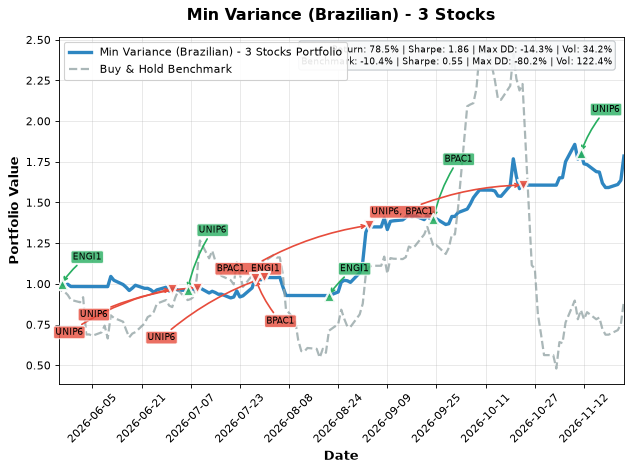 Min Variance (Brazilian) - 3 Stocks
Min Variance (Brazilian) - 3 Stocks Portfolio
Buy & Hold Benchmark
urn: 78.5% | Sharpe: 1.86 | Max DD: -14.3% | Vol: 34.2%
Benchmark: -10.4% | Sharpe: 0.55 | Max DD: -80.2% | Vol: 122.4%
Portfolio Value
2.50
2.25
2.00
1.75
1.50
1.25
1.00
0.75
0.50
UNIP6
BPAC1
UNIP6, BPAC1
UNIP6
ENGI1
BPAC1, ENGI1
ENGI1
UNIP6
UNIP6
UNIP6
BPAC1
2026-06-05
2026-06-21
2026-07-07
2026-07-23
2026-08-08
2026-08-24
2026-09-09
2026-09-25
2026-10-11
2026-10-27
2026-11-12
Date